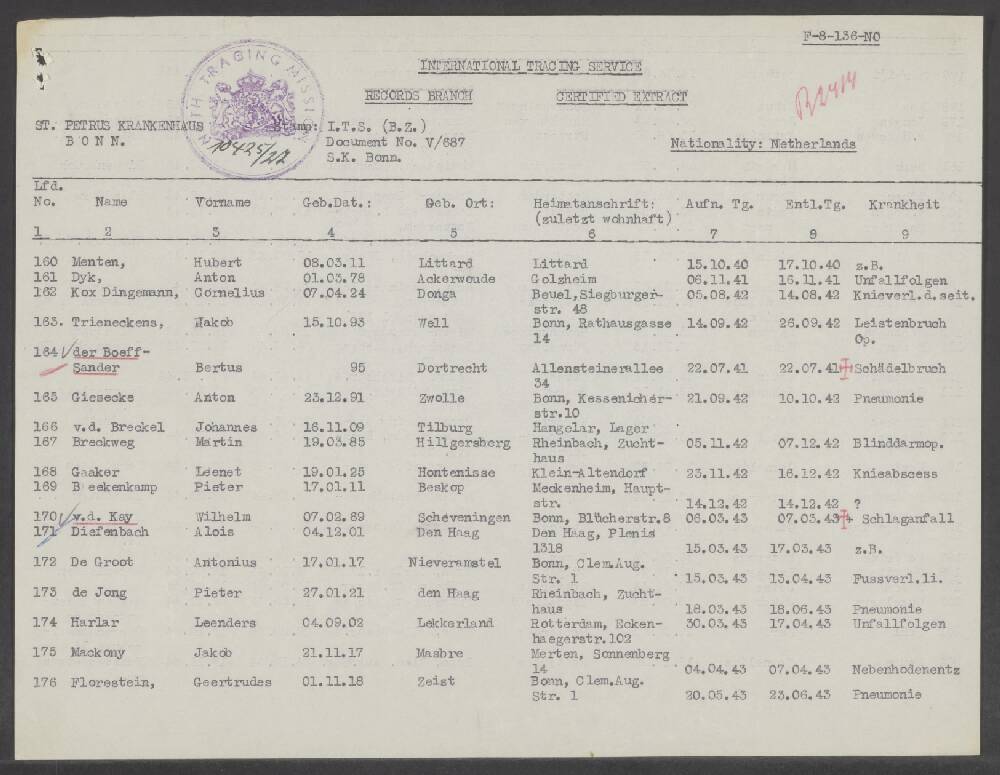 F-8-136-NO
INTERNATIONAL TRACING SERVICE
RECORDS BRANCH CERTIFIED EXTRACT
R2414
ST. PETRUS KRANKENHAUS Stamp: I.T.S. (B.Z.)
BONN. Document No. V/687
S.K. Bonn.
Nationality: Netherlands
TRACING MISSION
10425/22
Lfd.
No. Name Vorname Geb.Dat.: Geb. Ort: Heimatanschrift: Aufn. Tg. Entl.Tg. Krankheit
(zuletzt wohnhaft)
1 2 3 4 5 6 7 8 9
160 Menten, Hubert 08.03.11 Littard Littard 15.10.40 17.10.40 z.B.
161 Dyk, Anton 01.03.78 Ackerwoude Golzheim 06.11.41 16.11.41 Unfallfolgen
162 Kox Dingemann, Cornelius 07.04.24 Donga Beuel,Siegburger- 05.08.42 14.08.42 Knieverl.d.seit.
str. 48
163. Trieneckens, Jakob 15.10.93 Well Bonn, Rathausgasse 14.09.42 26.09.42 Leistenbruch
14 Op.
164 der Boeff-
Sander Bertus 95 Dortrecht Allensteinerallee 22.07.41 22.07.41+ Schädelbruch
34
165 Giesecke Anton 23.12.91 Zwolle Bonn, Kessenicher- 21.09.42 10.10.42 Pneumonie
str.10
166 v.d. Breckel Johannes 16.11.09 Tilburg Hangelar, Lager
167 Breckweg Martin 19.03.85 Hillgersberg Rheinbach, Zucht- 05.11.42 07.12.42 Blinddarmop.
haus
168 Gaaker Leenet 19.01.25 Hontenisse Klein-Altendorf 23.11.42 16.12.42 Knieabscess
169 Beekenkamp Pieter 17.01.11 Beskop Meckenheim, Haupt-
str. 14.12.42 14.12.42 ?
170 v.d. Kay Wilhelm 07.02.69 Scheveningen Bonn, Blücherstr.8 06.03.43 07.03.43+ Schlaganfall
171 Diefenbach Alois 04.12.01 Den Haag Den Haag, Plenis
1318 15.03.43 17.03.43 z.B.
172 De Groot Antonius 17.01.17 Nieveramstel Bonn, Clem.Aug.
Str. 1 15.03.43 13.04.43 Fussverl.li.
173 de Jong Pieter 27.01.21 den Haag Rheinbach, Zucht-
haus 18.03.43 18.06.43 Pneumonie
174 Harlar Leenders 04.09.02 Lekkerland Rotterdam, Ecken- 30.03.43 17.04.43 Unfallfolgen
haegerstr.102
175 Mackony Jakob 21.11.17 Masbre Merten, Sonnenberg
14 04.04.43 07.04.43 Nebenhodenentz
176 Florestein, Geertrudes 01.11.18 Zeist Bonn, Clem.Aug.
Str. 1 20.05.43 23.06.43 Pneumonie